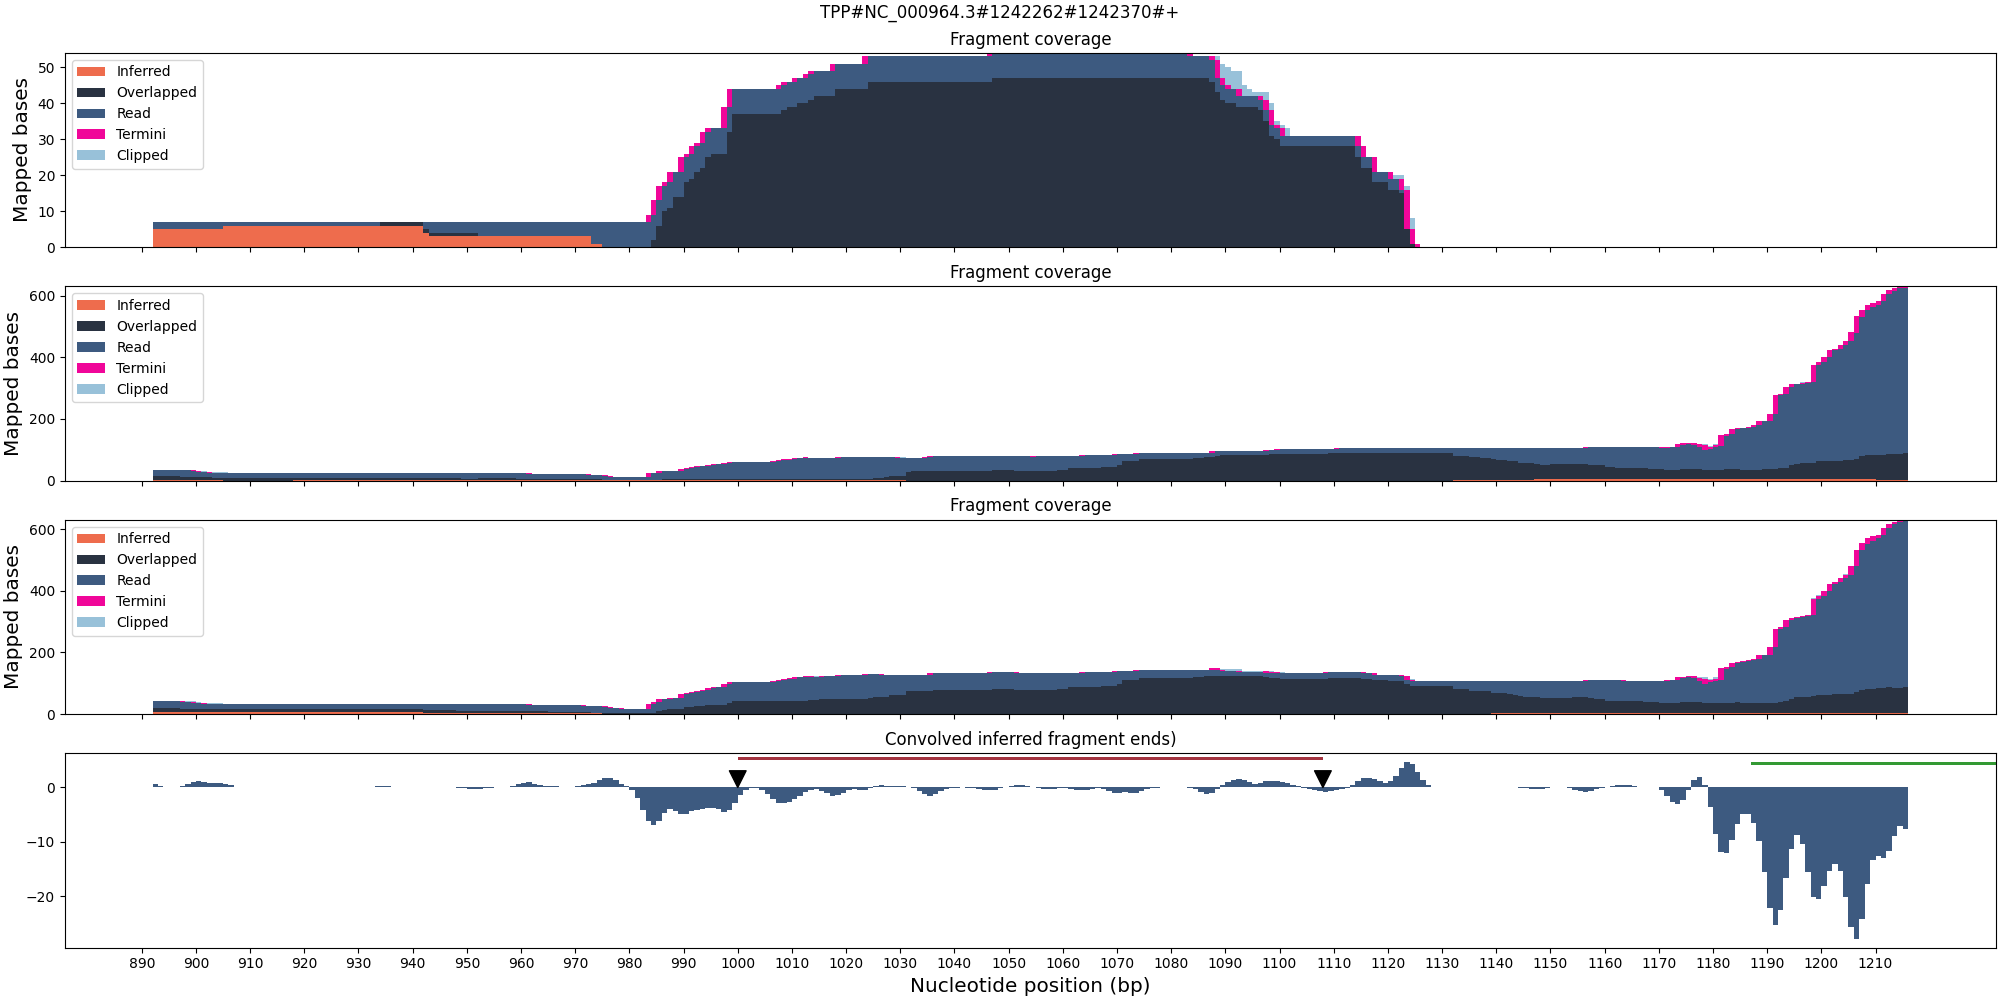 TPP#NC_000964.3#1242262#1242370#+
Fragment coverage
Mapped bases
50
40
30
20
10
0
Inferred
Overlapped
Read
Termini
Clipped
Fragment coverage
Mapped bases
600
400
200
0
Inferred
Overlapped
Read
Termini
Clipped
Fragment coverage
Mapped bases
600
400
200
0
Inferred
Overlapped
Read
Termini
Clipped
Convolved inferred fragment ends)
0
−10
−20
890 900 910 920 930 940 950 960 970 980 990 1000 1010 1020 1030 1040 1050 1060 1070 1080 1090 1100 1110 1120 1130 1140 1150 1160 1170 1180 1190 1200 1210
Nucleotide position (bp)